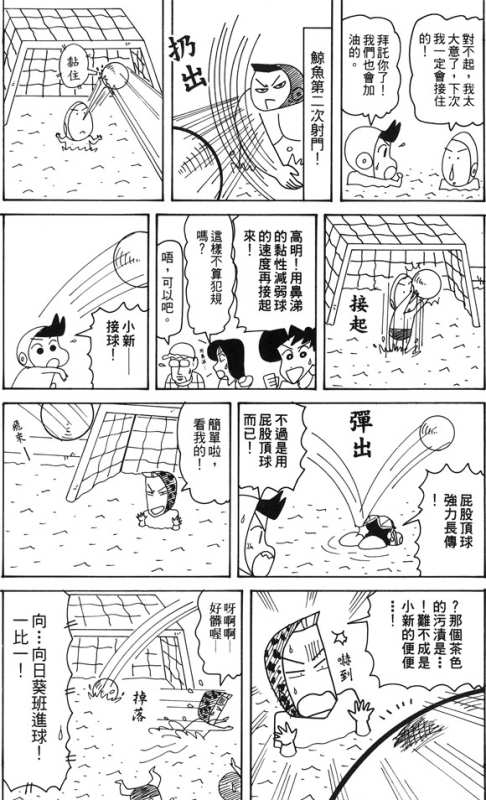 對不起，我太
大意了，下次
我一定會接住
的！
拜託你了！
我們也會加
油的。
鯨魚第二次射門！
扔出
黏住
接起
高明！用鼻涕
的黏性減弱球
的速度再接起
來！
這樣不算犯規
嗎？
唔，可以吧。
小新——
接球！
屁股頂球
強力長傳
！
彈出
不過是用
屁股頂球
而已！
簡單啦，
看我的！
飛來
？那個茶色
的污漬是…
！難不成是
小新的便便
……！
嚇到
呀啊啊——
好髒喔——
掉落
向…向日葵班進球！
一比一！